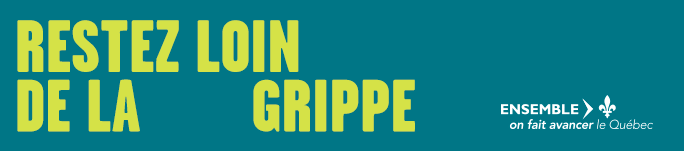 RESTEZ LOIN
DE LA GRIPPE
ENSEMBLE
on fait avancer le Québec